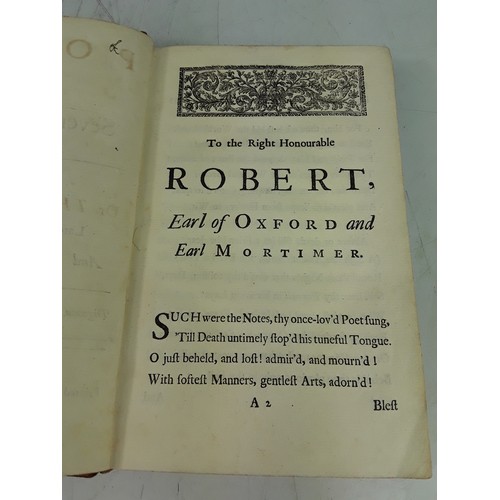 To the Right Honourable
ROBERT,
Earl of OXFORD and
Earl MORTIMER.
SUCH were the Notes, thy once-lov'd Poet ſung,
'Till Death untimely ſtop'd his tuneful Tongue.
O juſt beheld, and loſt! admir'd, and mourn'd!
With ſofteſt Manners, gentleſt Arts, adorn'd!
A 2
Bleſt